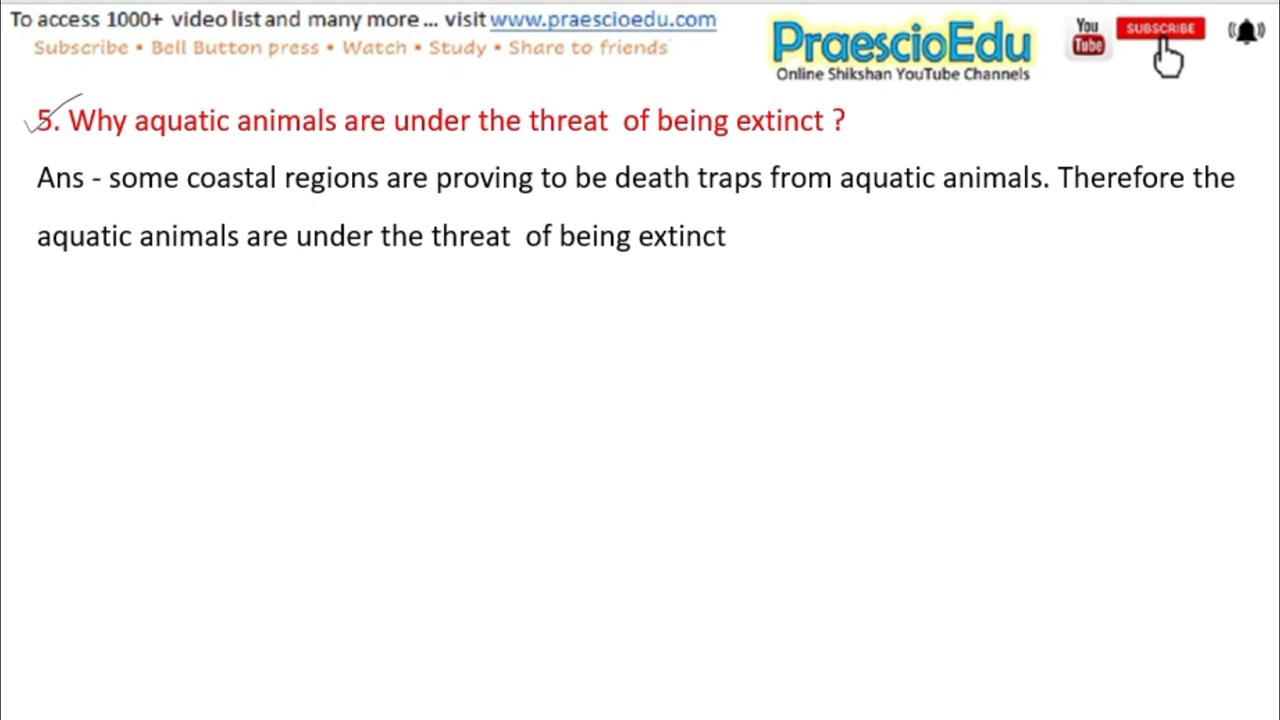 To access 1000+ video list and many more... visit www.praescioedu.com
Subscribe • Bell Button press • Watch • Study • Share to friends
PraescioEdu
Online Shikshan YouTube Channels
You
Tube
SUBSCRIBE
5. Why aquatic animals are under the threat of being extinct ?
Ans - some coastal regions are proving to be death traps from aquatic animals. Therefore the
aquatic animals are under the threat of being extinct